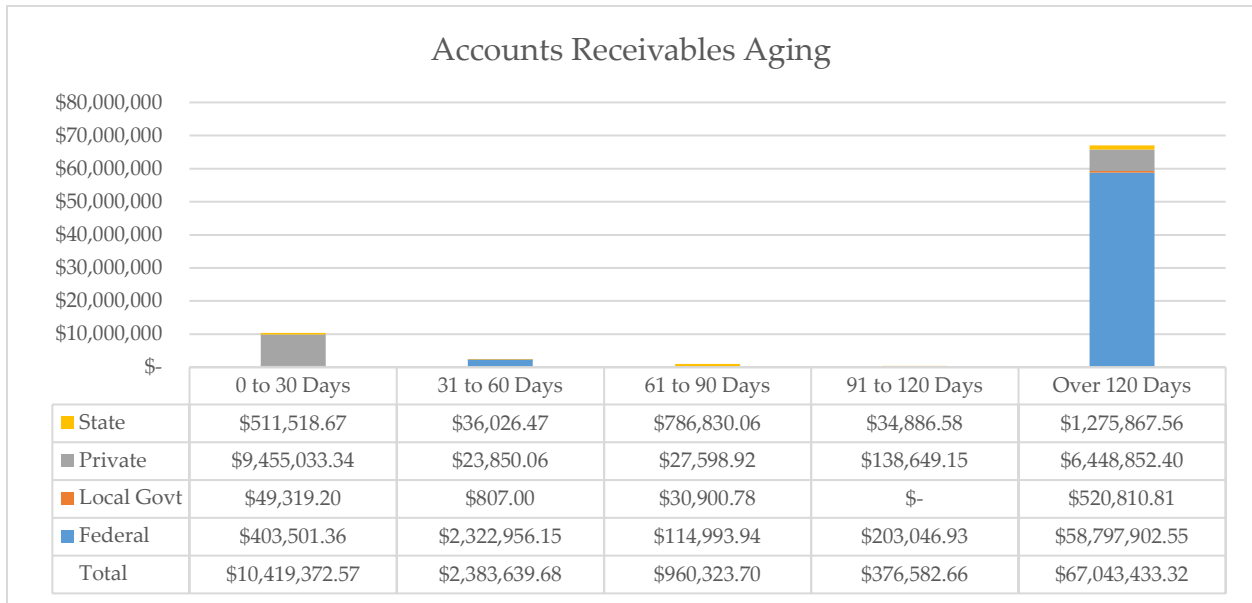 Accounts Receivables Aging
$80,000,000
$70,000,000
$60,000,000
$50,000,000
$40,000,000
$30,000,000
$20,000,000
$10,000,000
$-
0 to 30 Days 31 to 60 Days 61 to 90 Days 91 to 120 Days Over 120 Days
State $511,518.67 $36,026.47 $786,830.06 $34,886.58 $1,275,867.56
Private $9,455,033.34 $23,850.06 $27,598.92 $138,649.15 $6,448,852.40
Local Govt $49,319.20 $807.00 $30,900.78 $- $520,810.81
Federal $403,501.36 $2,322,956.15 $114,993.94 $203,046.93 $58,797,902.55
Total $10,419,372.57 $2,383,639.68 $960,323.70 $376,582.66 $67,043,433.32